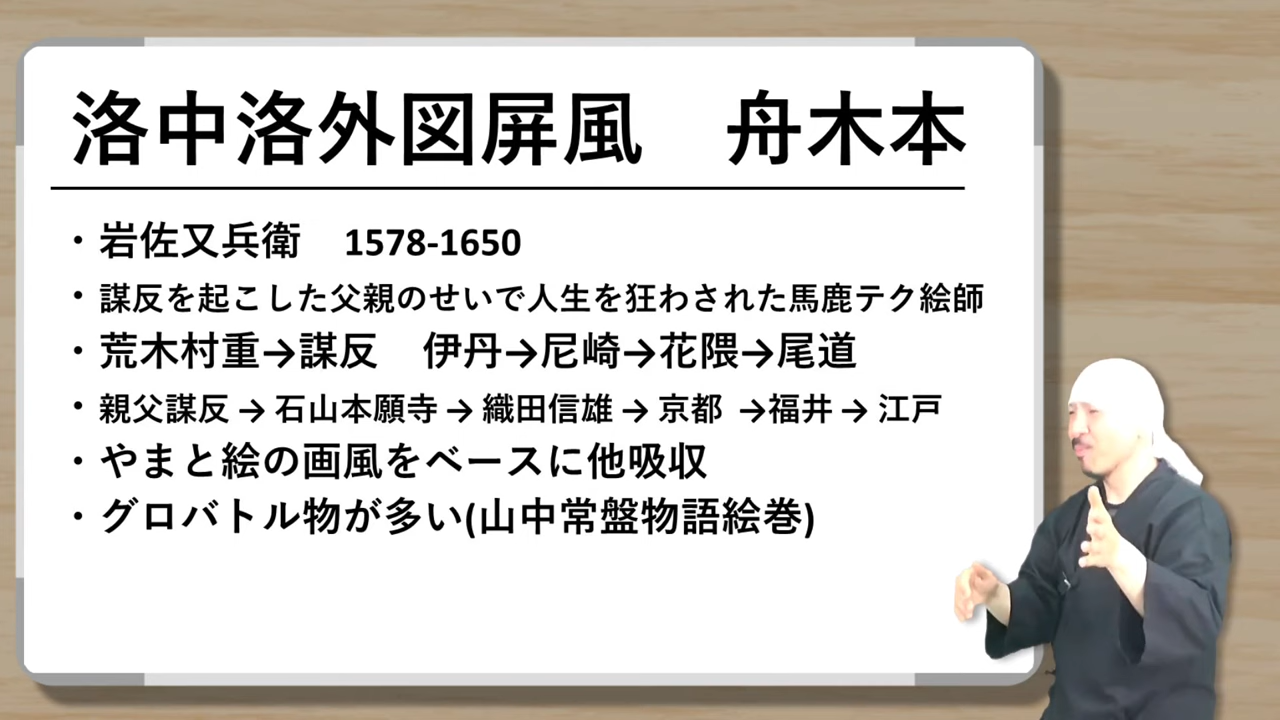 洛中洛外図屏風　舟木本
・岩佐又兵衛　1578-1650
・謀反を起こした父親のせいで人生を狂わされた馬鹿テク絵師
・荒木村重→謀反　伊丹→尼崎→花隈→尾道
・親父謀反 → 石山本願寺 → 織田信雄 → 京都 →福井 → 江戸
・やまと絵の画風をベースに他吸収
・グロバトル物が多い(山中常盤物語絵巻)